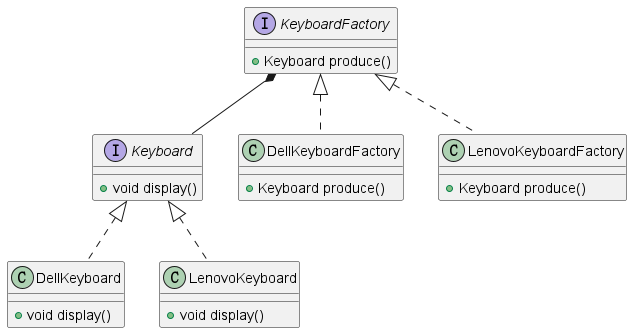 I KeyboardFactory
Keyboard produce()
I Keyboard
void display()
C DellKeyboardFactory
Keyboard produce()
C LenovoKeyboardFactory
Keyboard produce()
C DellKeyboard
void display()
C LenovoKeyboard
void display()